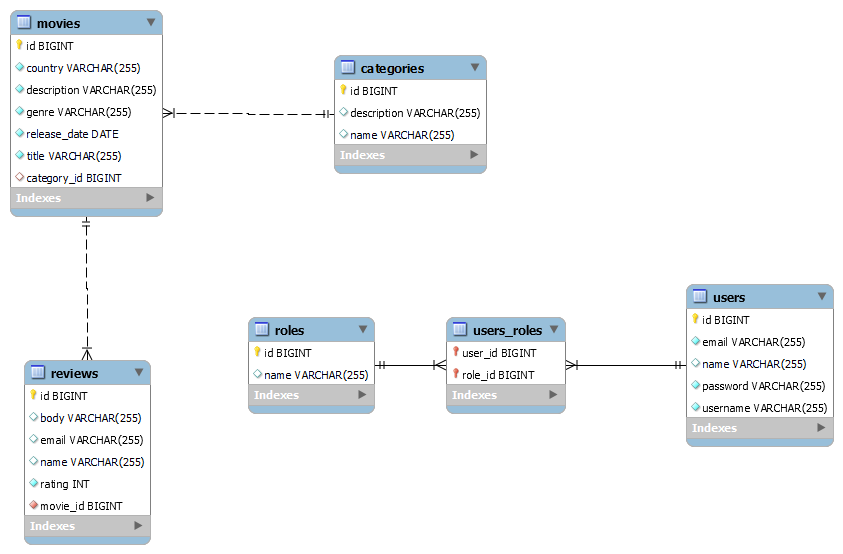 movies
id BIGINT
country VARCHAR(255)
description VARCHAR(255)
genre VARCHAR(255)
release_date DATE
title VARCHAR(255)
category_id BIGINT
Indexes
categories
id BIGINT
description VARCHAR(255)
name VARCHAR(255)
Indexes
reviews
id BIGINT
body VARCHAR(255)
email VARCHAR(255)
name VARCHAR(255)
rating INT
movie_id BIGINT
Indexes
roles
id BIGINT
name VARCHAR(255)
Indexes
users_roles
user_id BIGINT
role_id BIGINT
Indexes
users
id BIGINT
email VARCHAR(255)
name VARCHAR(255)
password VARCHAR(255)
username VARCHAR(255)
Indexes